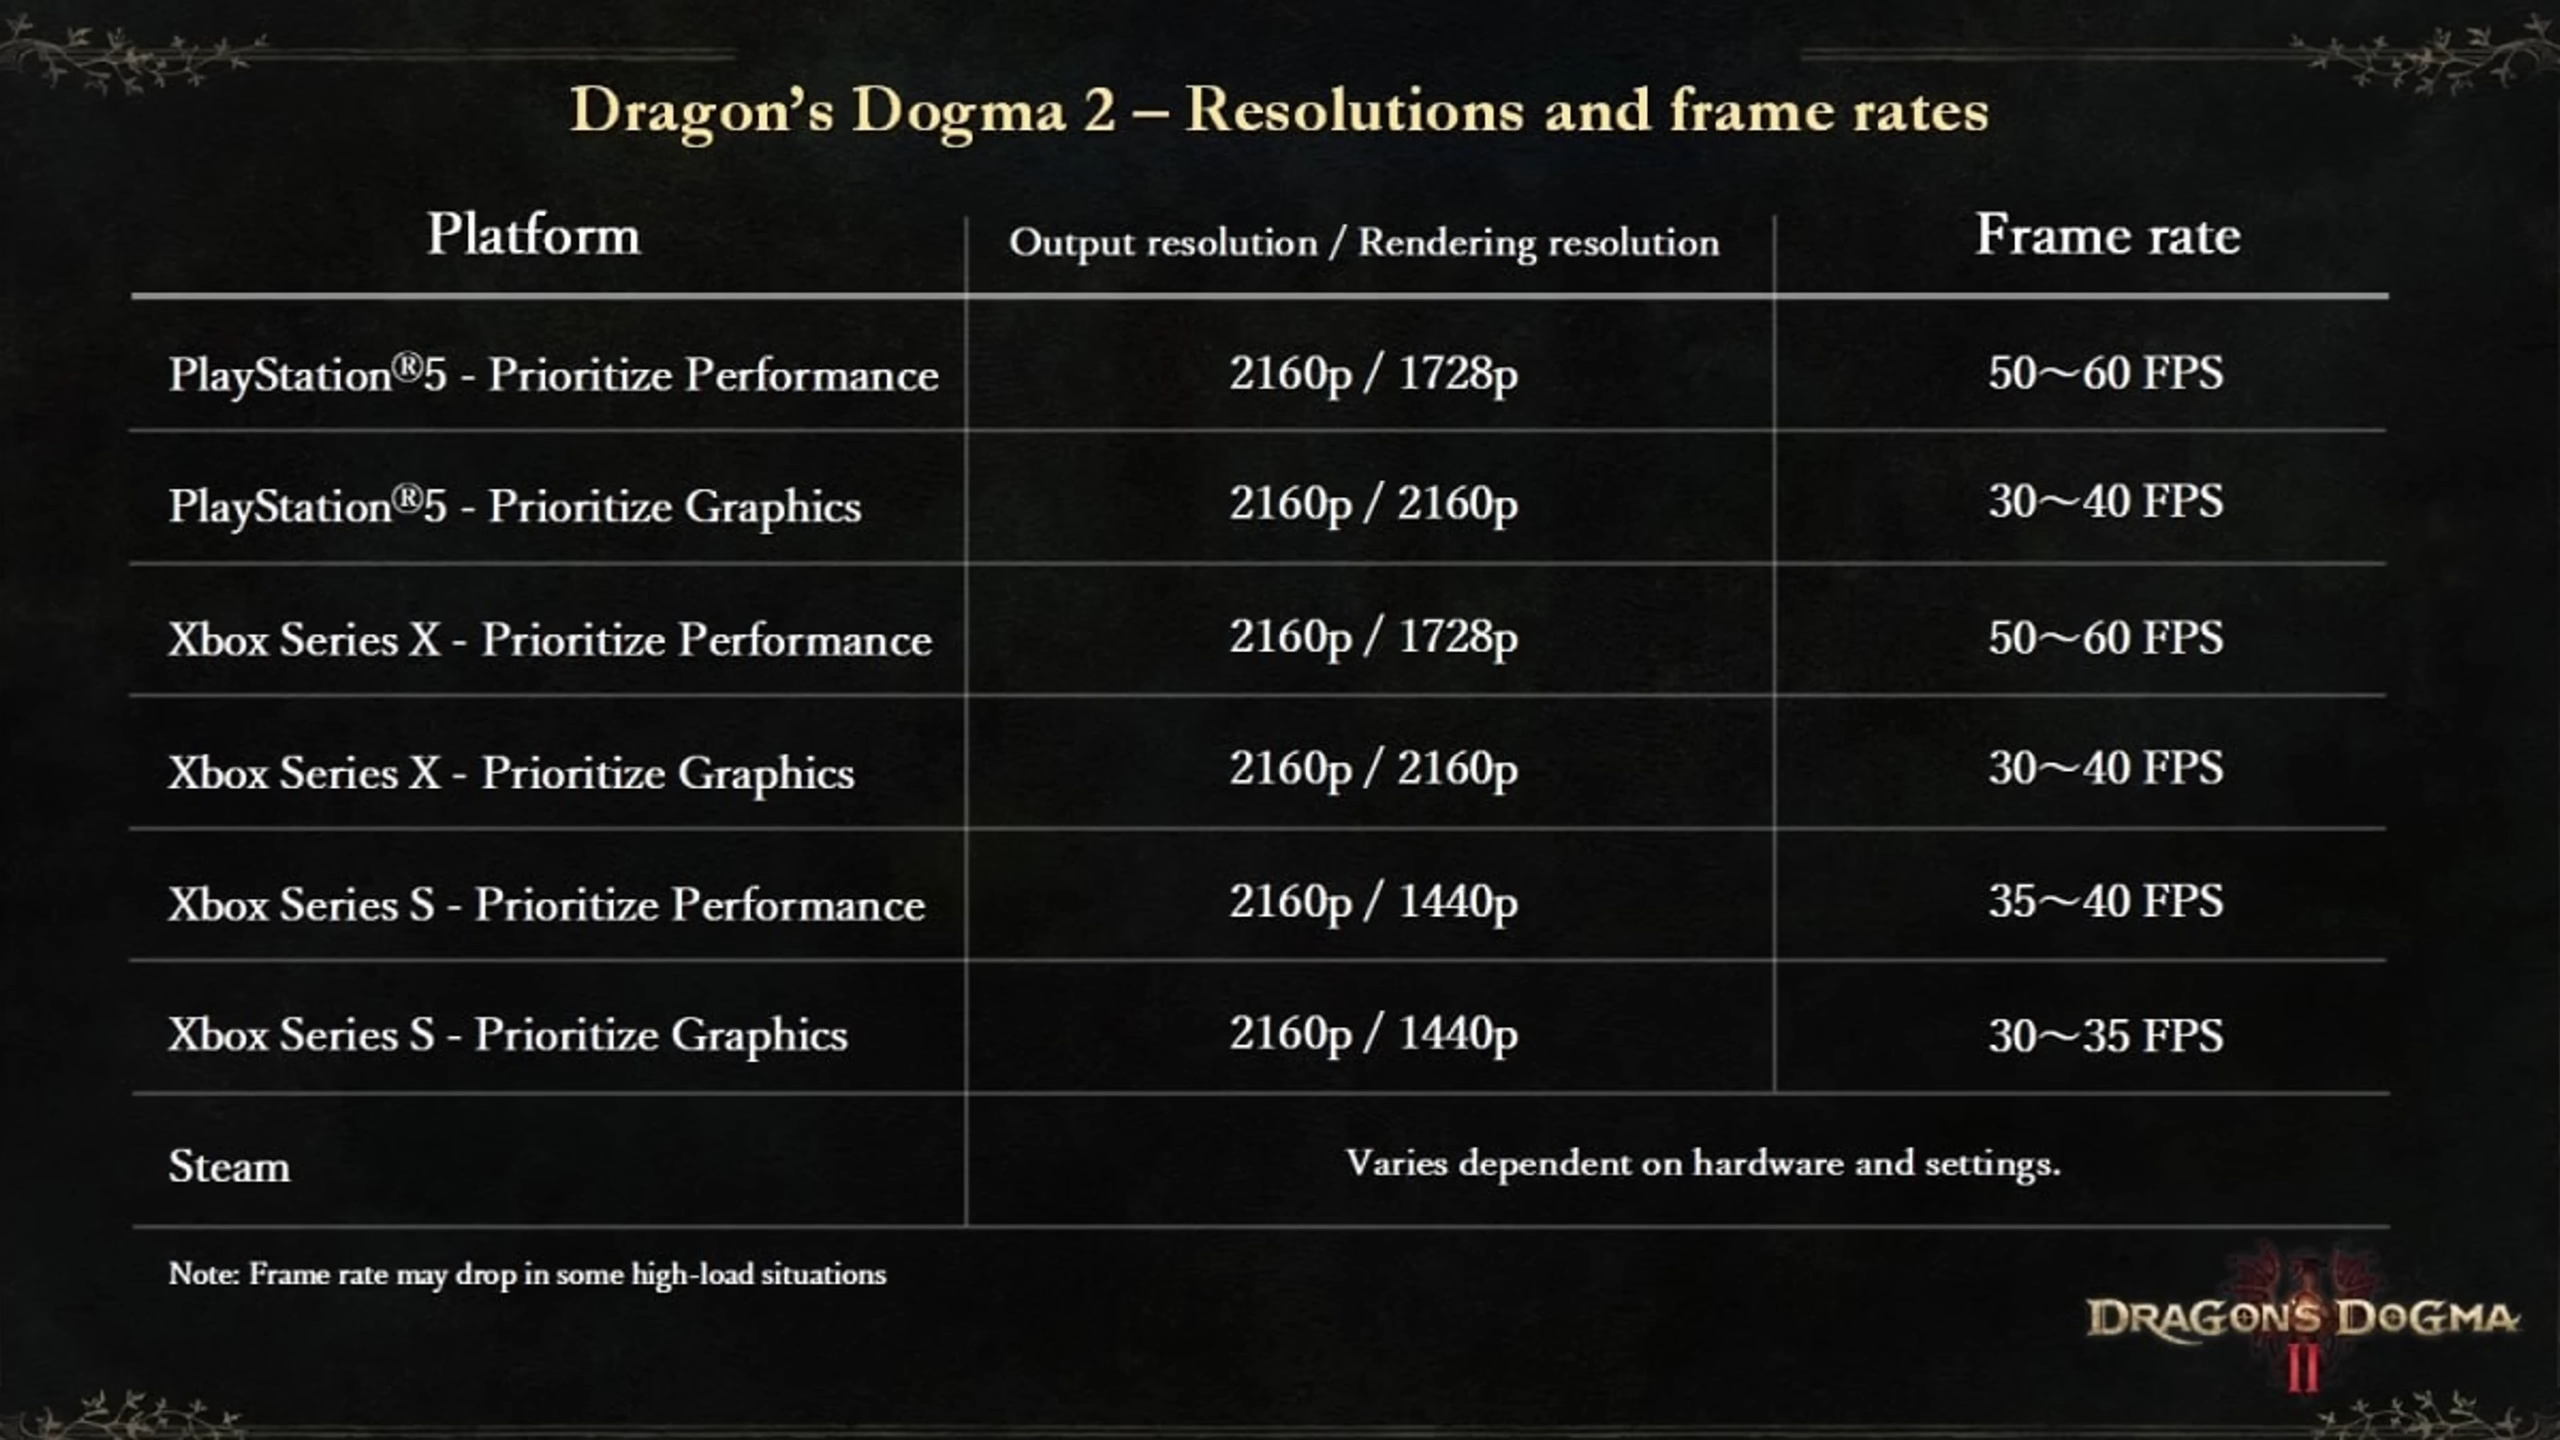 Dragon's Dogma 2 – Resolutions and frame rates
Platform Output resolution / Rendering resolution Frame rate
PlayStation®5 - Prioritize Performance 2160p / 1728p 50～60 FPS
PlayStation®5 - Prioritize Graphics 2160p / 2160p 30～40 FPS
Xbox Series X - Prioritize Performance 2160p / 1728p 50～60 FPS
Xbox Series X - Prioritize Graphics 2160p / 2160p 30～40 FPS
Xbox Series S - Prioritize Performance 2160p / 1440p 35～40 FPS
Xbox Series S - Prioritize Graphics 2160p / 1440p 30～35 FPS
Steam Varies dependent on hardware and settings.
Note: Frame rate may drop in some high-load situations
DRAGON'S DOGMA
II